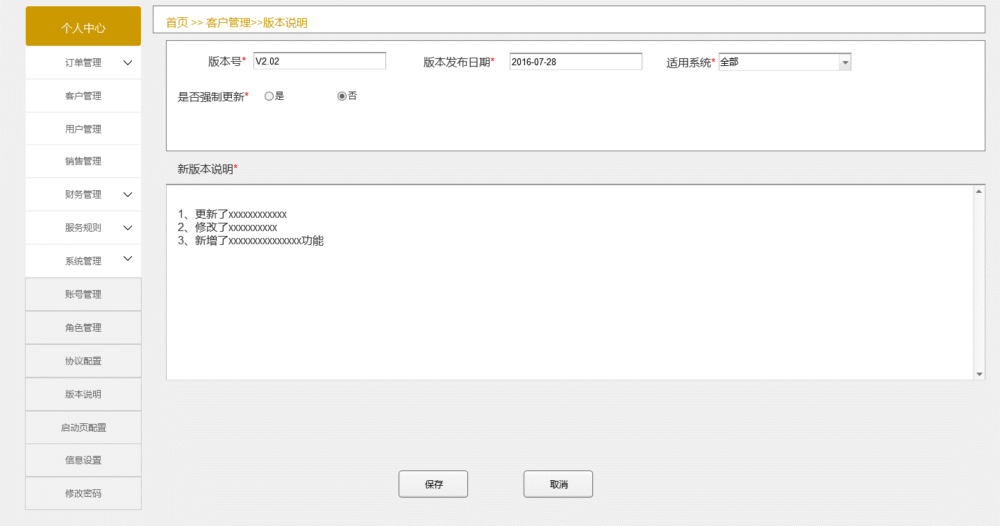 个人中心
订单管理
客户管理
用户管理
销售管理
财务管理
服务规则
系统管理
账号管理
角色管理
协议配置
版本说明
启动页配置
信息设置
修改密码
首页 >> 客户管理>>版本说明
版本号* V2.02 版本发布日期* 2016-07-28 适用系统* 全部
是否强制更新* 是 否
新版本说明*
1、更新了xxxxxxxxxxxx
2、修改了xxxxxxxxxx
3、新增了xxxxxxxxxxxxxxx功能
保存 取消